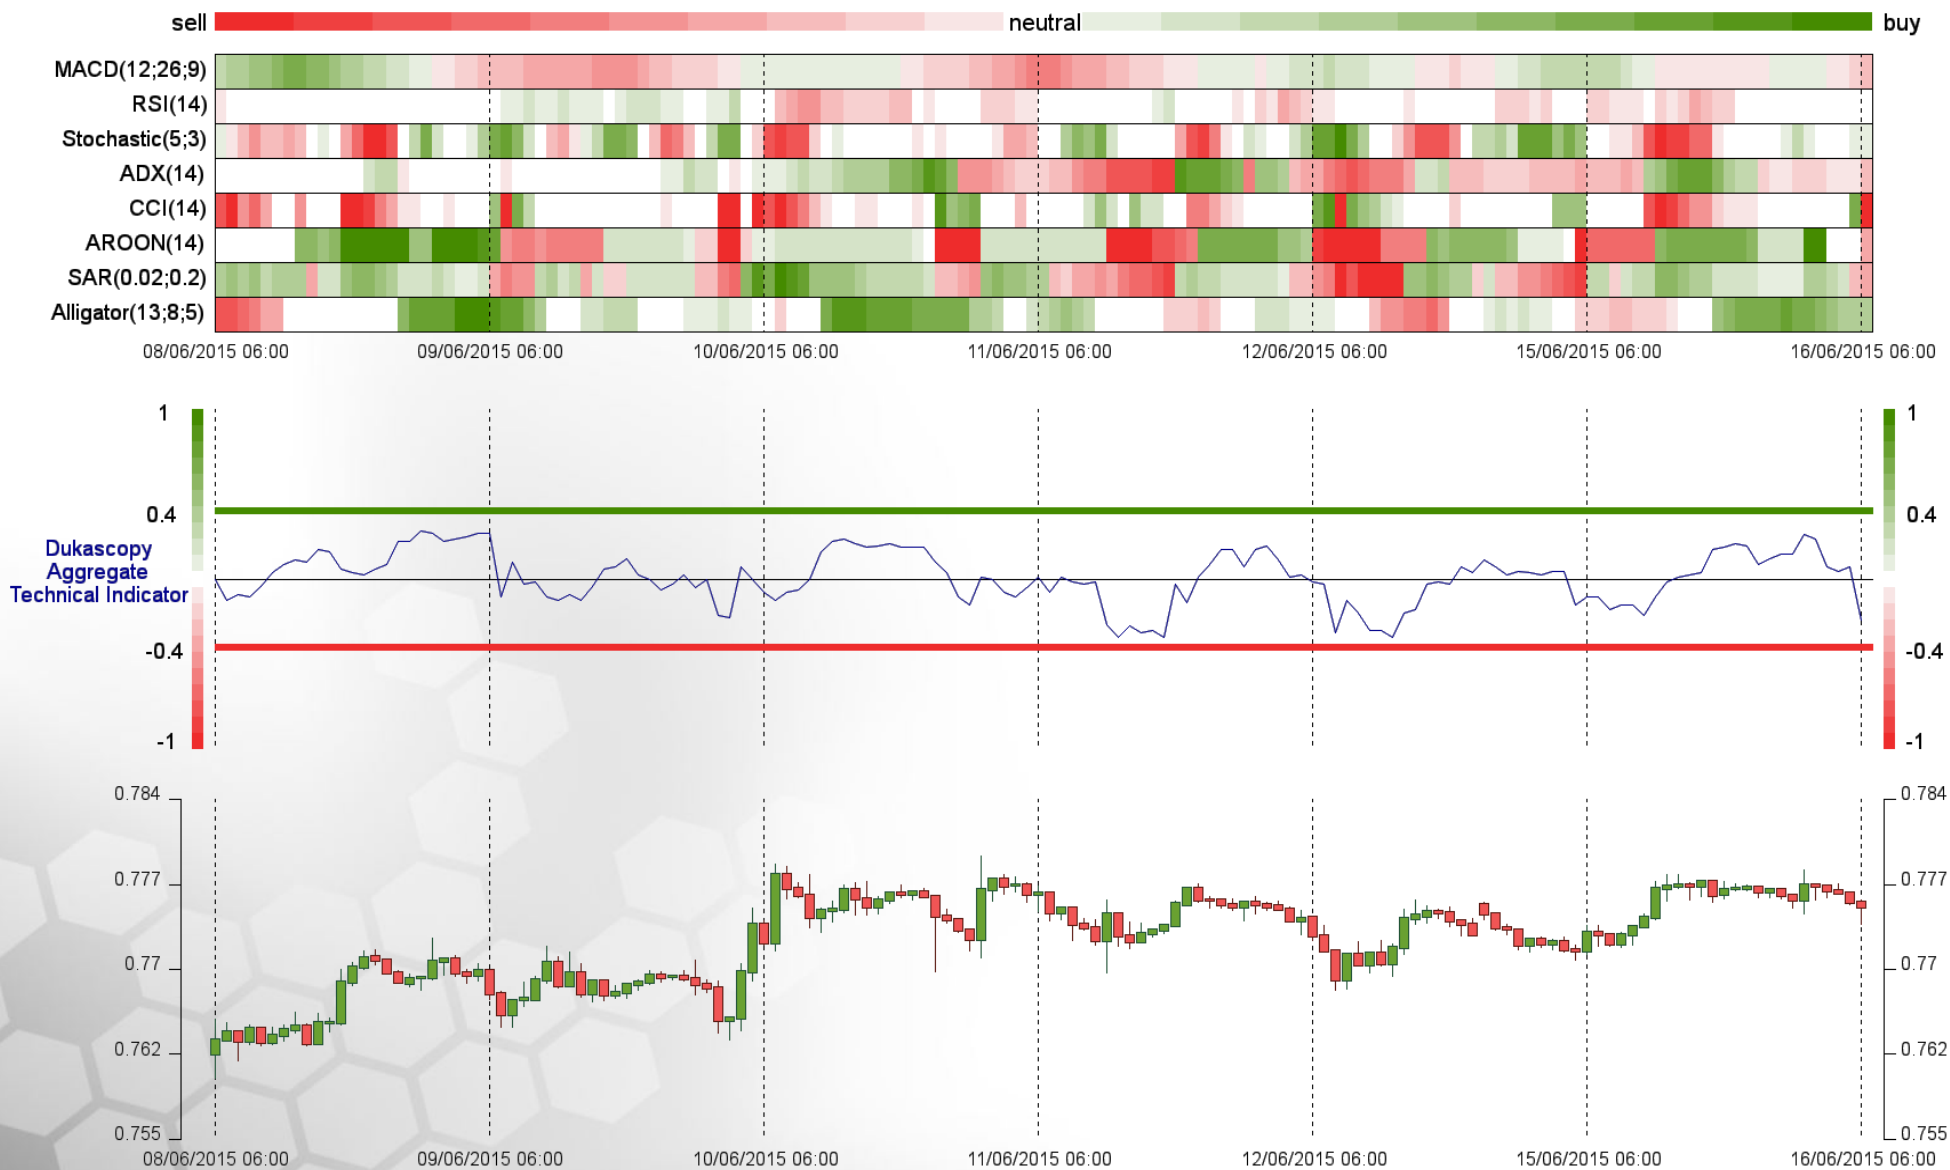 sell neutral buy
MACD(12;26;9)
RSI(14)
Stochastic(5;3)
ADX(14)
CCI(14)
AROON(14)
SAR(0.02;0.2)
Alligator(13;8;5)
08/06/2015 06:00 09/06/2015 06:00 10/06/2015 06:00 11/06/2015 06:00 12/06/2015 06:00 15/06/2015 06:00 16/06/2015 06:00
1 1
0.4 0.4
Dukascopy
Aggregate
Technical Indicator
-0.4 -0.4
-1 -1
0.784 0.784
0.777 0.777
0.77 0.77
0.762 0.762
0.755 0.755
08/06/2015 06:00 09/06/2015 06:00 10/06/2015 06:00 11/06/2015 06:00 12/06/2015 06:00 15/06/2015 06:00 16/06/2015 06:00